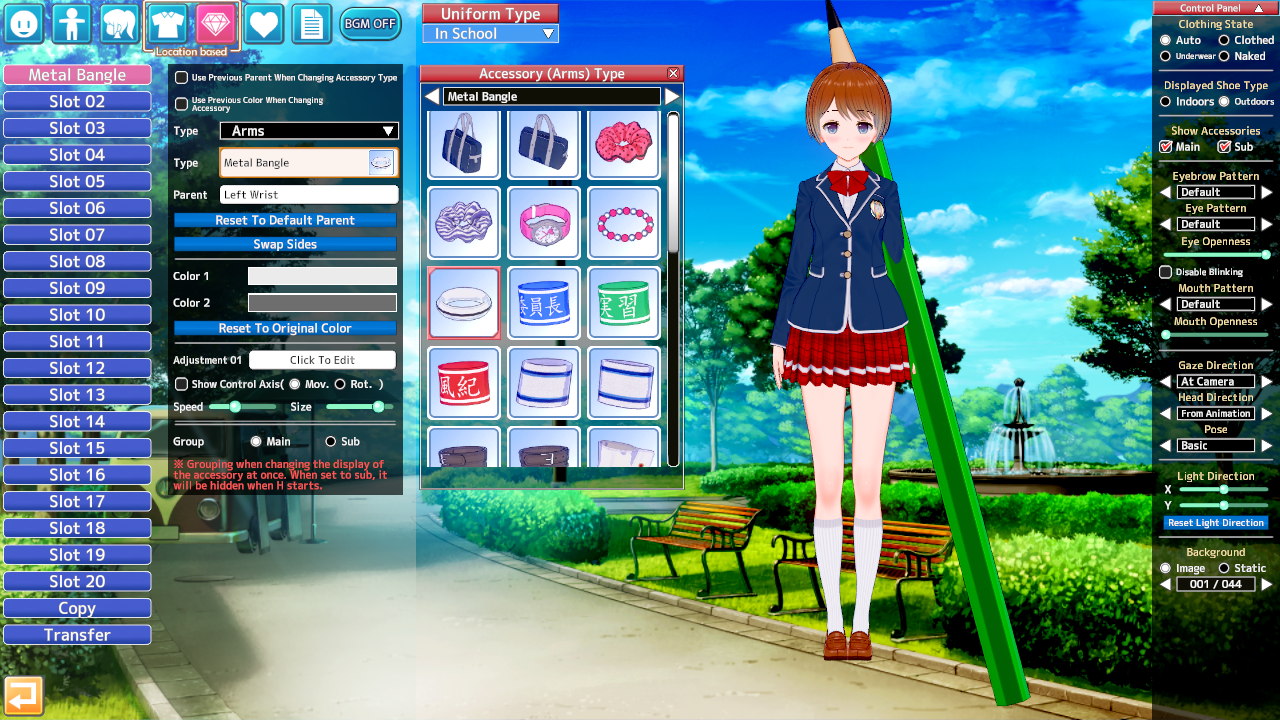 BGM OFF
Location based
Uniform Type
In School
Metal Bangle
Slot 02
Slot 03
Slot 04
Slot 05
Slot 06
Slot 07
Slot 08
Slot 09
Slot 10
Slot 11
Slot 12
Slot 13
Slot 14
Slot 15
Slot 16
Slot 17
Slot 18
Slot 19
Slot 20
Copy
Transfer
Use Previous Parent When Changing Accessory Type
Use Previous Color When Changing
Accessory
Type Arms
Type Metal Bangle
Parent Left Wrist
Reset To Default Parent
Swap Sides
Color 1
Color 2
Reset To Original Color
Adjustment 01 Click To Edit
Show Control Axis( Mov. Rot. )
Speed Size
Group Main Sub
※ Grouping when changing the display of
the accessory at once. When set to sub, it
will be hidden when H starts.
Accessory (Arms) Type
Metal Bangle
委員長
実習
風紀
Control Panel
Clothing State
Auto Clothed
Underwear Naked
Displayed Shoe Type
Indoors Outdoors
Show Accessories
Main Sub
Eyebrow Pattern
Default
Eye Pattern
Default
Eye Openness
Disable Blinking
Mouth Pattern
Default
Mouth Openness
Gaze Direction
At Camera
Head Direction
From Animation
Pose
Basic
Light Direction
X
Y
Reset Light Direction
Background
Image Static
001 / 044